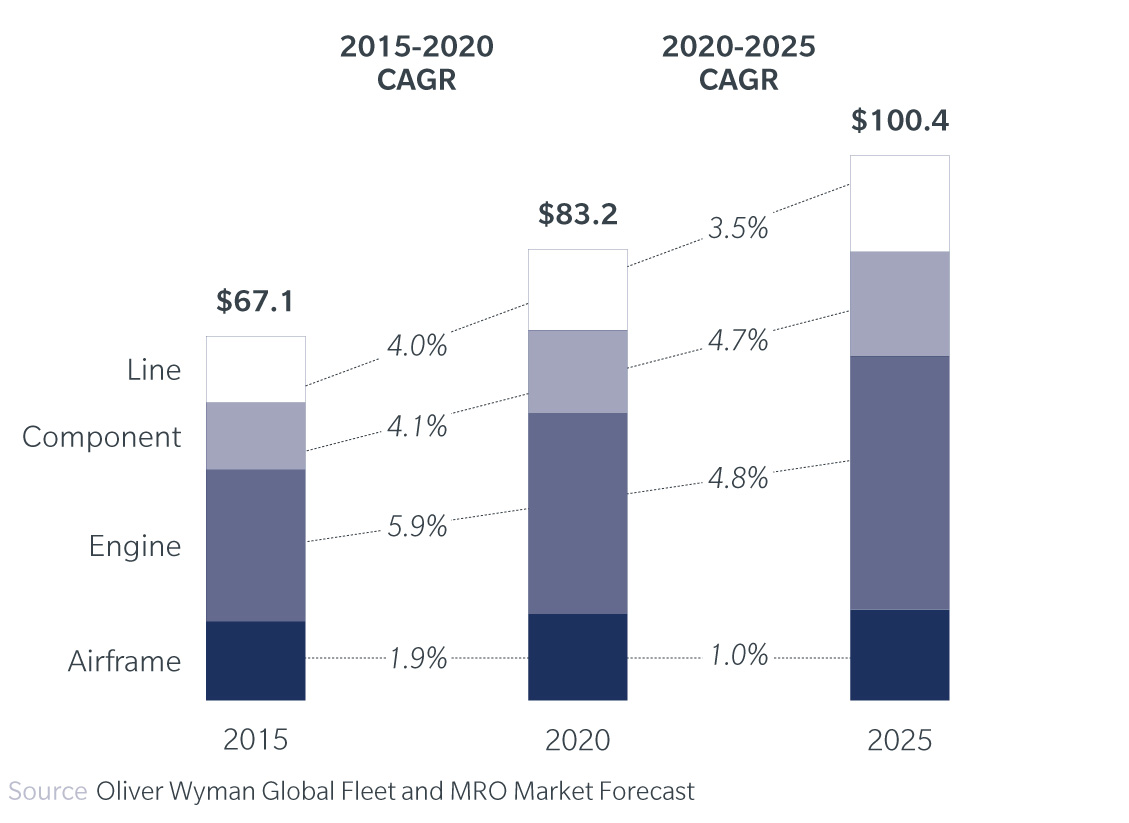 2015-2020
CAGR
2020-2025
CAGR
$100.4
$83.2
$67.1
3.5%
4.0%
4.7%
4.1%
4.8%
5.9%
1.0%
1.9%
Line
Component
Engine
Airframe
2015
2020
2025
Source Oliver Wyman Global Fleet and MRO Market Forecast